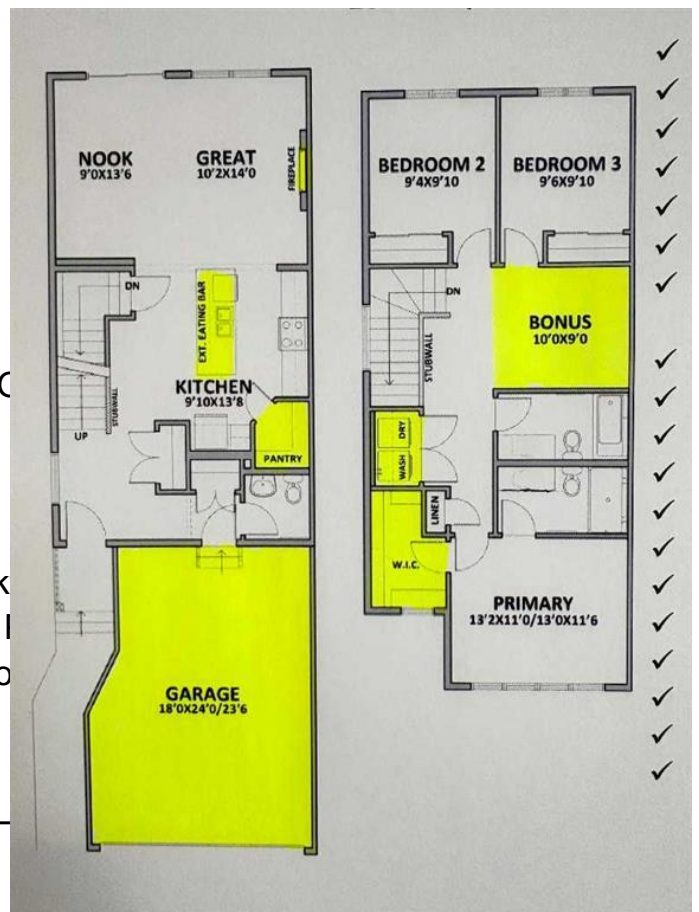 NOOK
9'0X13'6
GREAT
10'2X14'0
FIREPLACE
DN
EXT. EATING BAR
KITCHEN
9'10X13'8
STUBWALL
UP
PANTRY
GARAGE
18'0X24'0/23'6
BEDROOM 2
9'4X9'10
BEDROOM 3
9'6X9'10
DN
STUBWALL
BONUS
10'0X9'0
DRY
WASH
LINEN
W.I.C.
PRIMARY
13'2X11'0/13'0X11'6